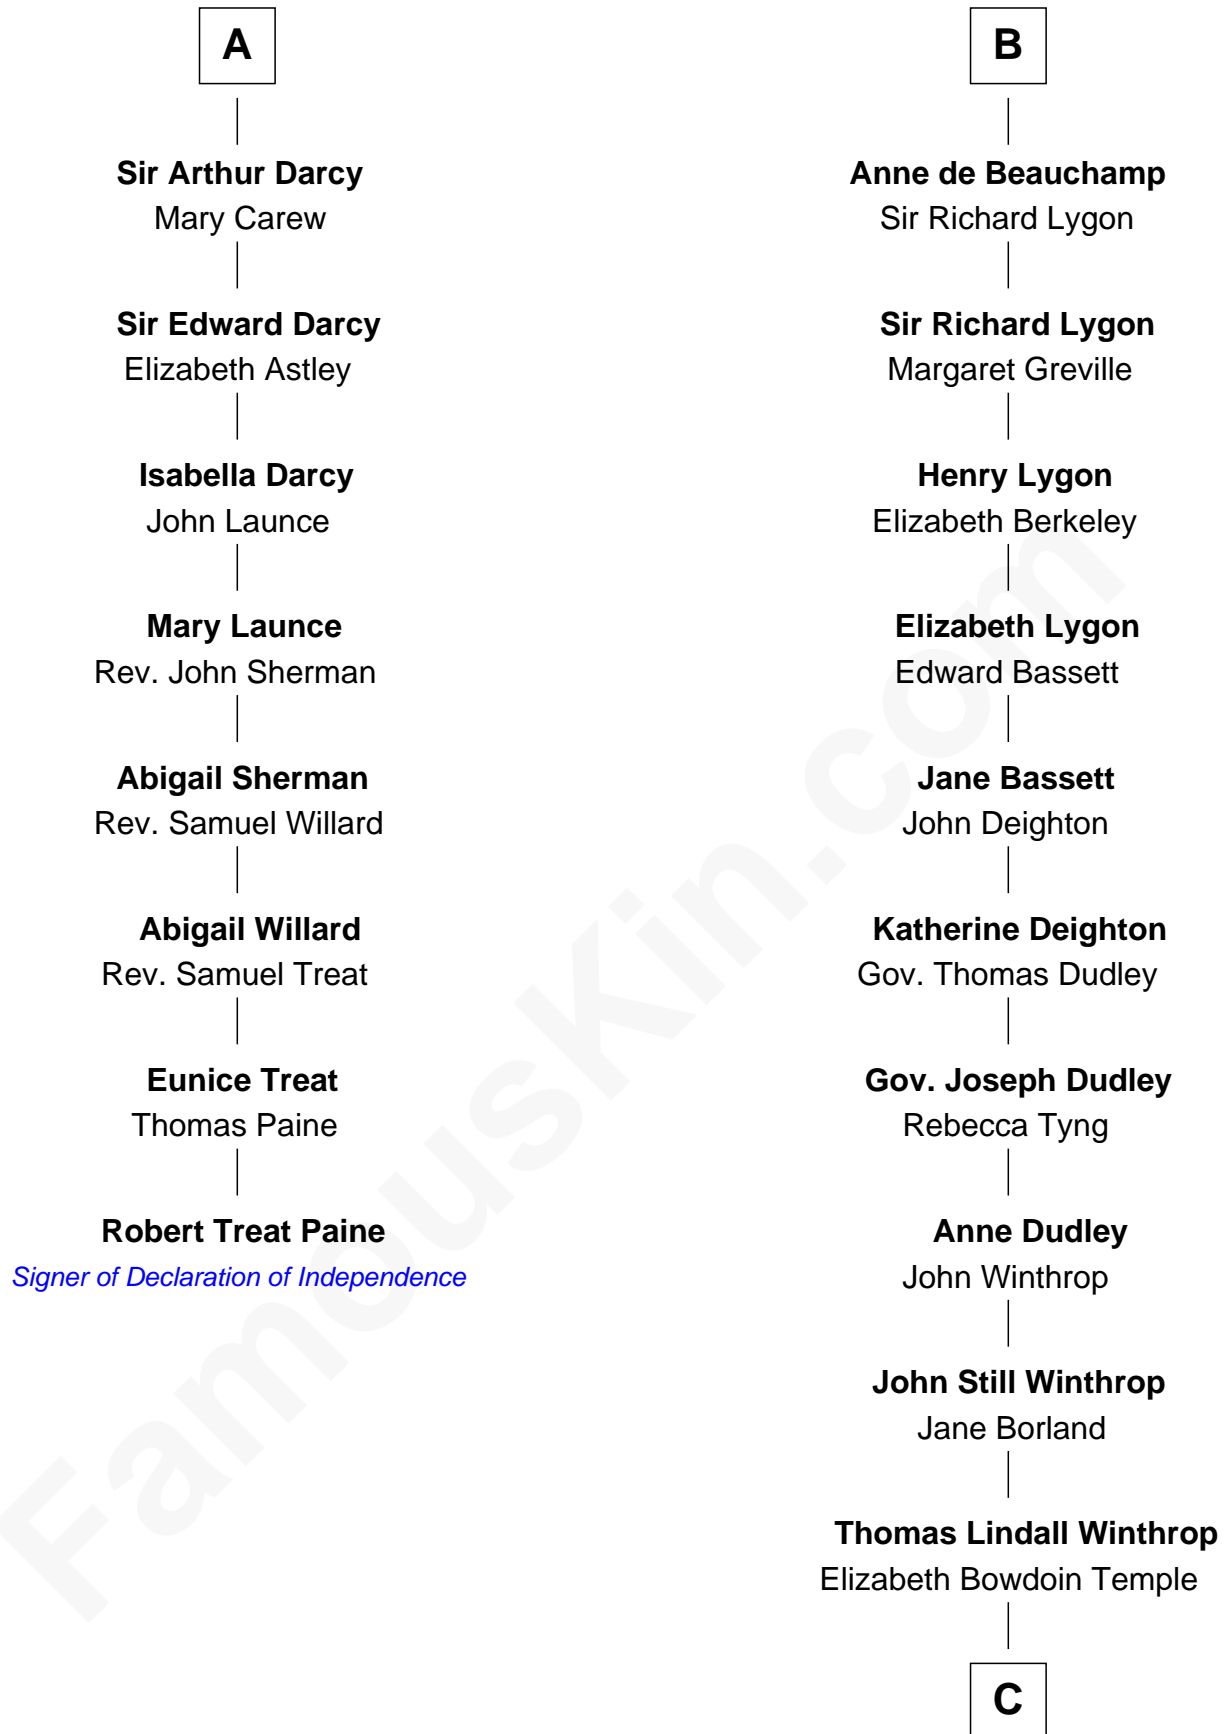 A
Sir Arthur Darcy
Mary Carew
Sir Edward Darcy
Elizabeth Astley
Isabella Darcy
John Launce
Mary Launce
Rev. John Sherman
Abigail Sherman
Rev. Samuel Willard
Abigail Willard
Rev. Samuel Treat
Eunice Treat
Thomas Paine
Robert Treat Paine
Signer of Declaration of Independence
B
Anne de Beauchamp
Sir Richard Lygon
Sir Richard Lygon
Margaret Greville
Henry Lygon
Elizabeth Berkeley
Elizabeth Lygon
Edward Bassett
Jane Bassett
John Deighton
Katherine Deighton
Gov. Thomas Dudley
Gov. Joseph Dudley
Rebecca Tyng
Anne Dudley
John Winthrop
John Still Winthrop
Jane Borland
Thomas Lindall Winthrop
Elizabeth Bowdoin Temple
C
FamousKin.com